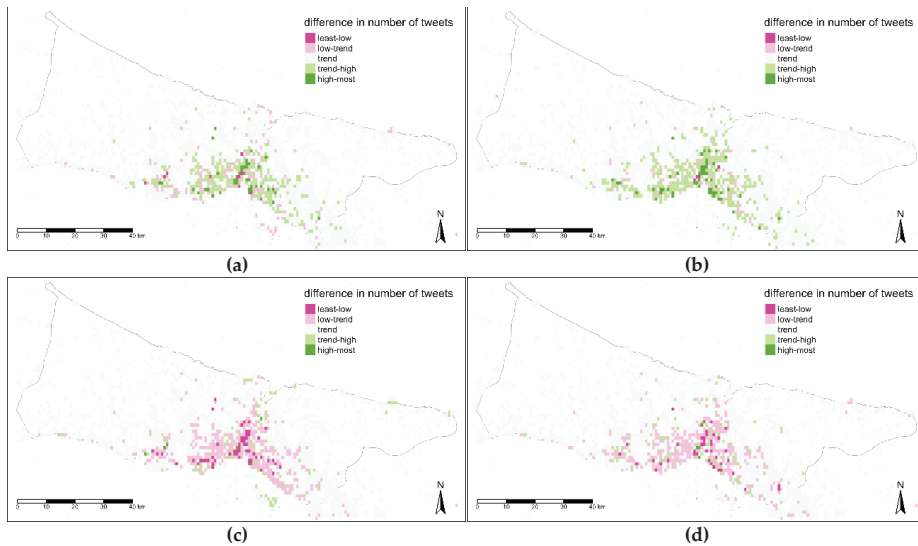 difference in number of tweets
least-low
low-trend
trend
trend-high
high-most
N
0 10 20 30 40 km
(a)
difference in number of tweets
least-low
low-trend
trend
trend-high
high-most
N
0 10 20 30 40 km
(b)
difference in number of tweets
least-low
low-trend
trend
trend-high
high-most
N
0 10 20 30 40 km
(c)
difference in number of tweets
least-low
low-trend
trend
trend-high
high-most
N
0 10 20 30 40 km
(d)